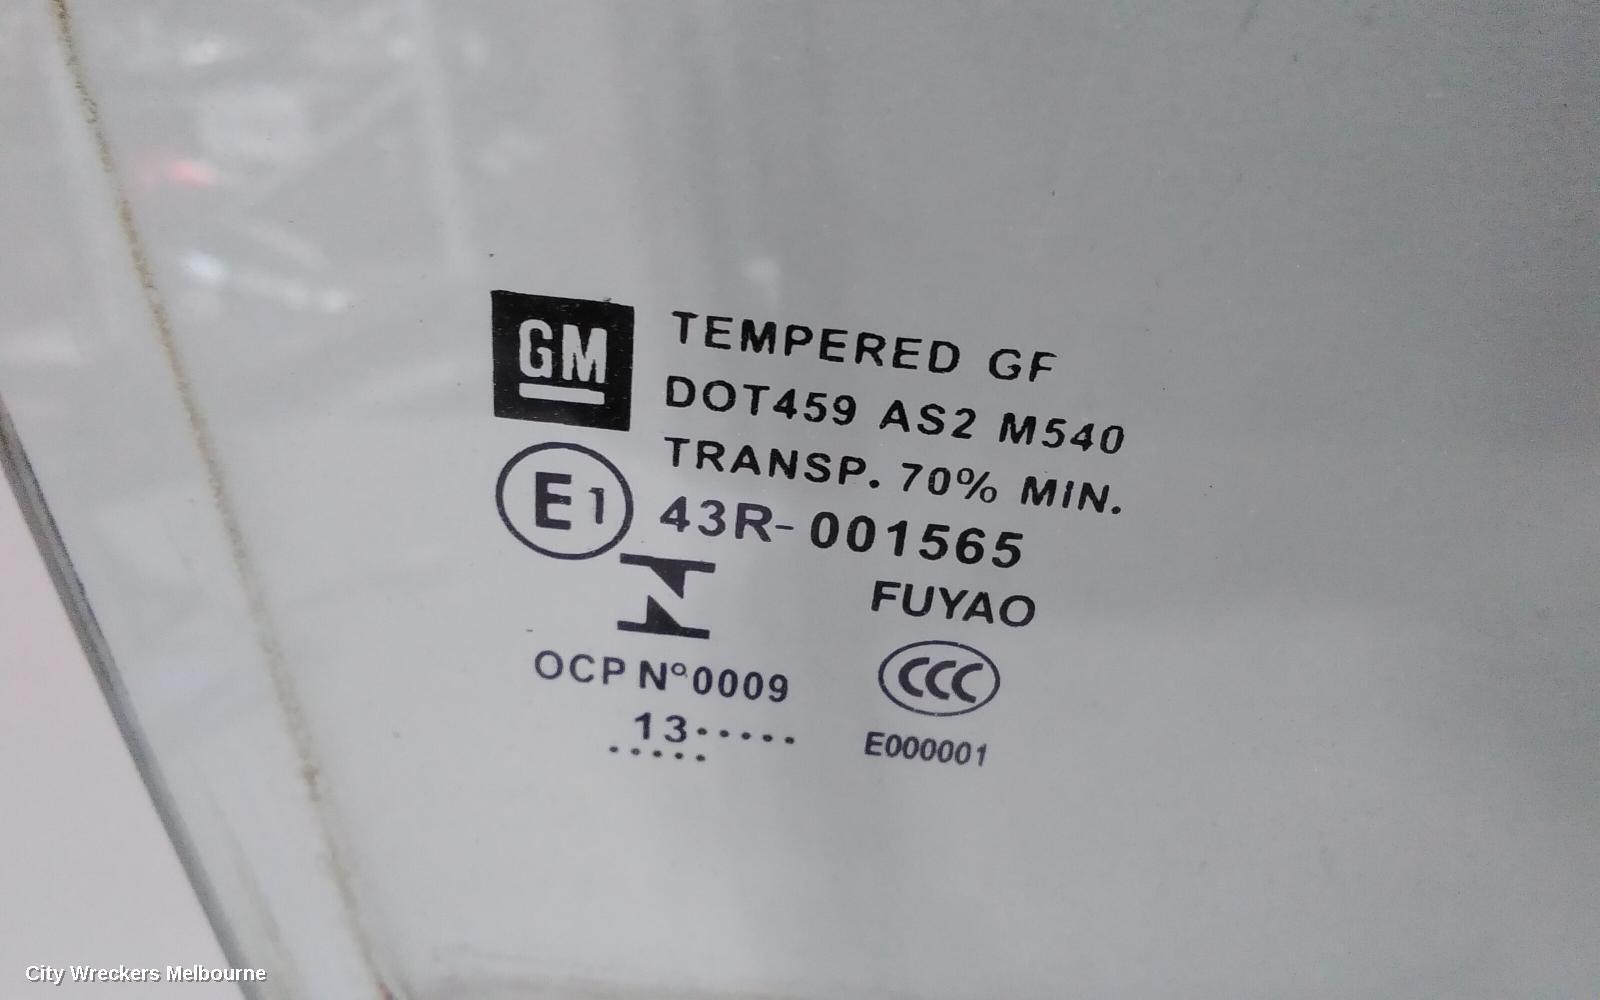 GM
TEMPERED GF
DOT459 AS2 M540
TRANSP. 70% MIN.
E1 43R-001565
FUYAO
OCP Nº0009
CCC
13·····
·····
E000001
City Wreckers Melbourne